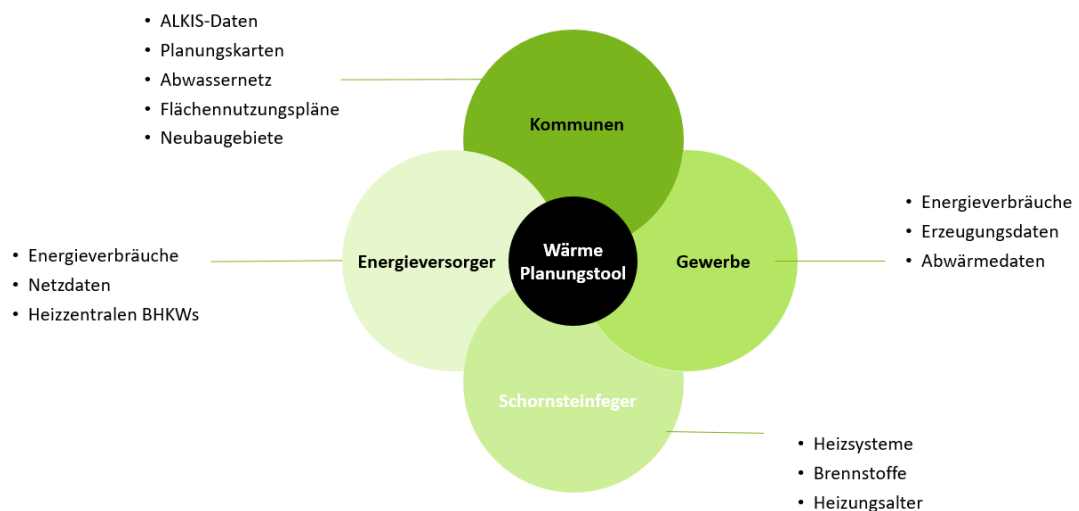 • ALKIS-Daten
• Planungskarten
• Abwassernetz
• Flächennutzungspläne
• Neubaugebiete
Kommunen
• Energieverbräuche
• Netzdaten
• Heizzentralen BHKWs
Energieversorger
Wärme
Planungstool
Gewerbe
• Energieverbräuche
• Erzeugungsdaten
• Abwärmedaten
Schornsteinfeger
• Heizsysteme
• Brennstoffe
• Heizungsalter